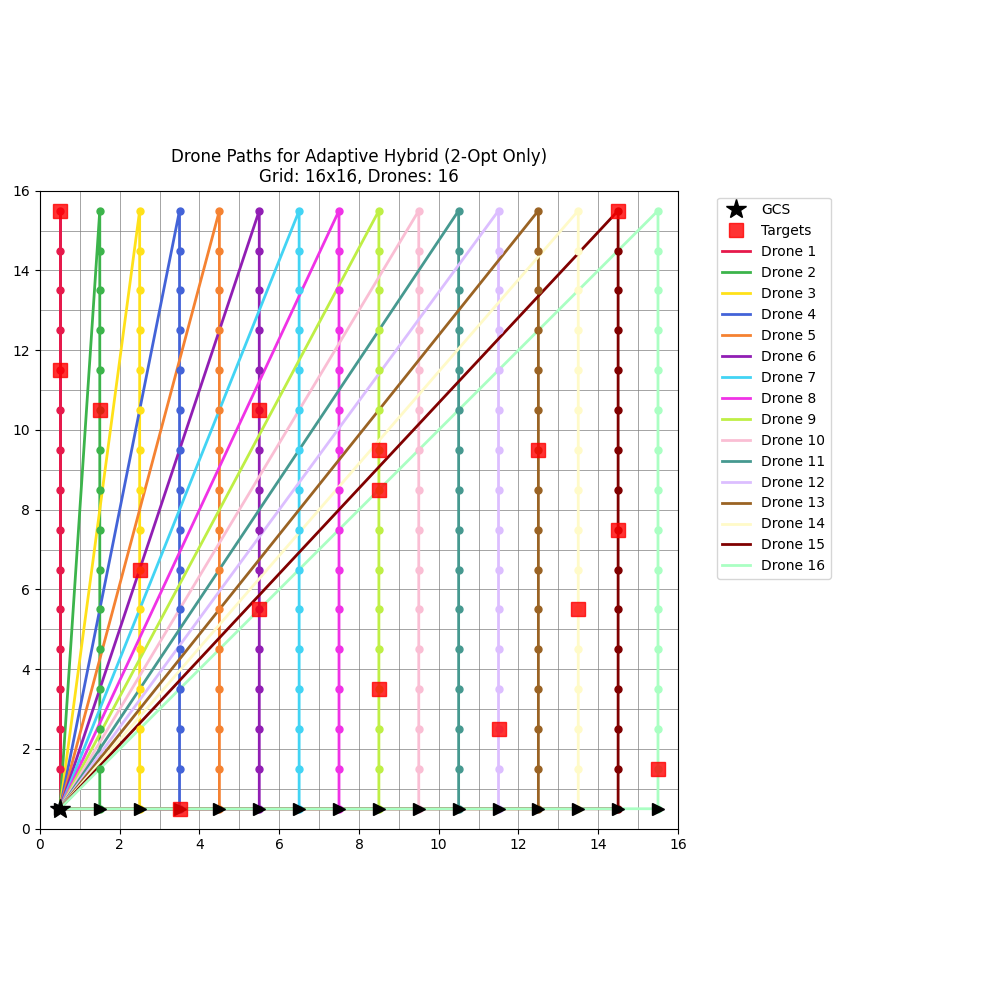 Drone Paths for Adaptive Hybrid (2-Opt Only)
Grid: 16x16, Drones: 16
16
14
12
10
8
6
4
2
0
0 2 4 6 8 10 12 14 16
GCS
Targets
Drone 1
Drone 2
Drone 3
Drone 4
Drone 5
Drone 6
Drone 7
Drone 8
Drone 9
Drone 10
Drone 11
Drone 12
Drone 13
Drone 14
Drone 15
Drone 16